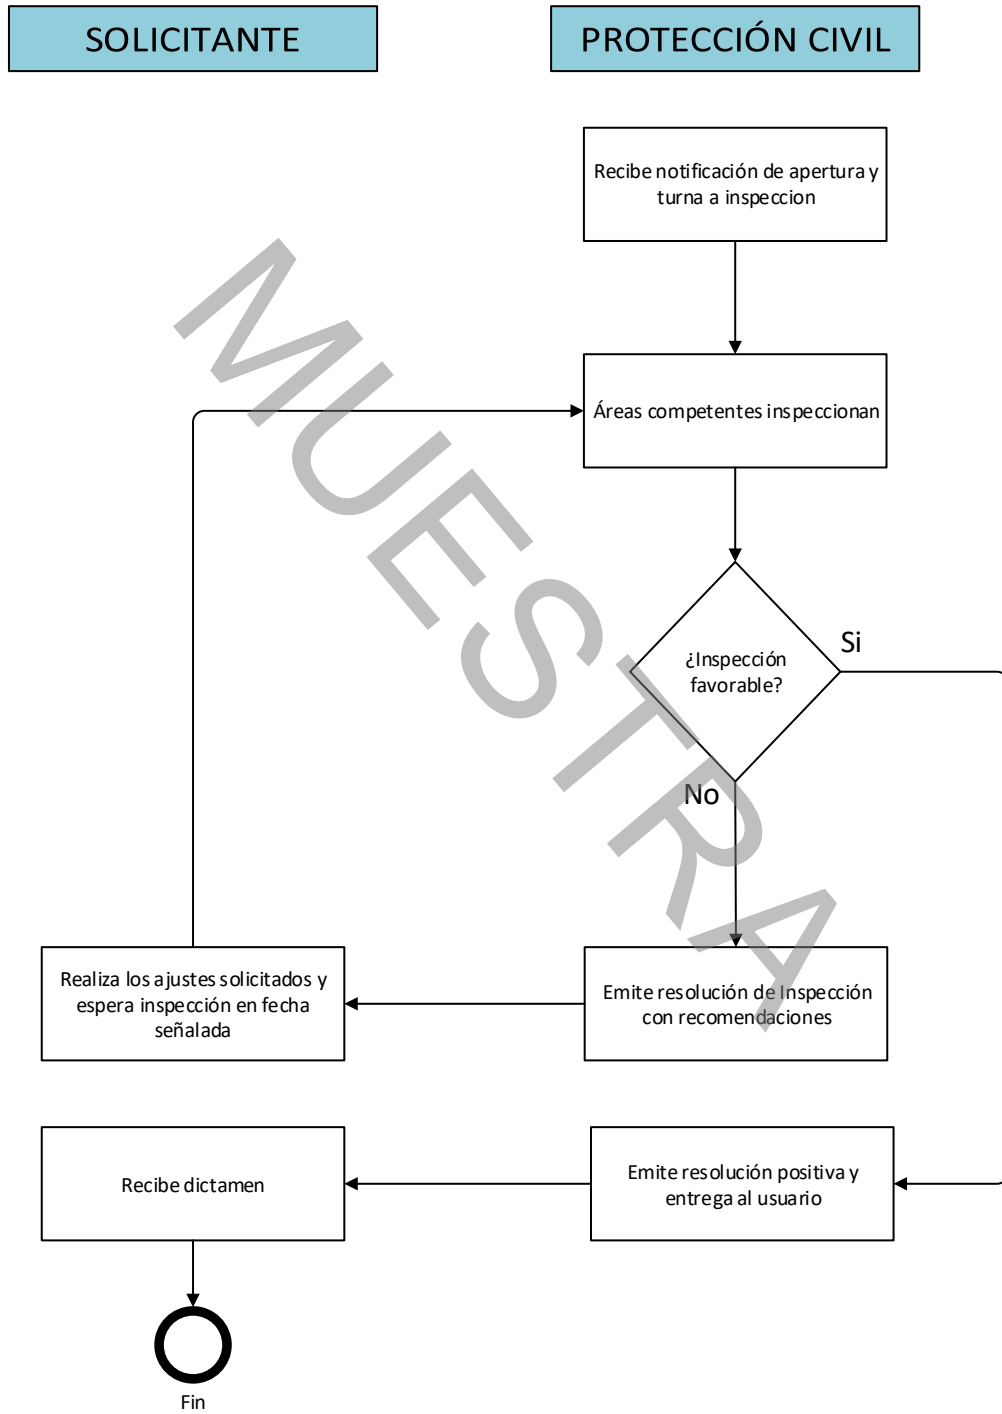 SOLICITANTE
PROTECCIÓN CIVIL
Recibe notificación de apertura y
turna a inspeccion
Áreas competentes inspeccionan
¿Inspección
favorable?
Si
No
Realiza los ajustes solicitados y
espera inspección en fecha
señalada
Emite resolución de Inspección
con recomendaciones
Recibe dictamen
Emite resolución positiva y
entrega al usuario
Fin
MUESTRA